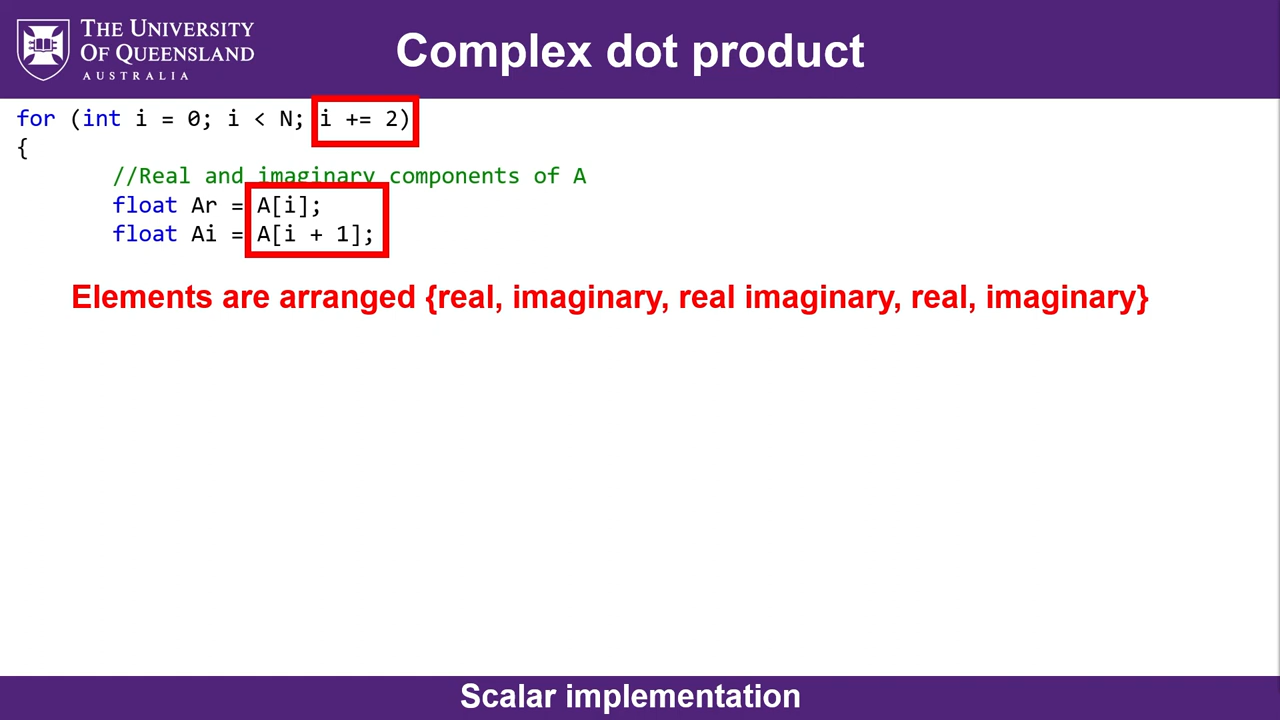 THE UNIVERSITY
OF QUEENSLAND
AUSTRALIA
Complex dot product
for (int i = 0; i < N; i += 2)
{
//Real and imaginary components of A
float Ar = A[i];
float Ai = A[i + 1];
Elements are arranged {real, imaginary, real imaginary, real, imaginary}
Scalar implementation